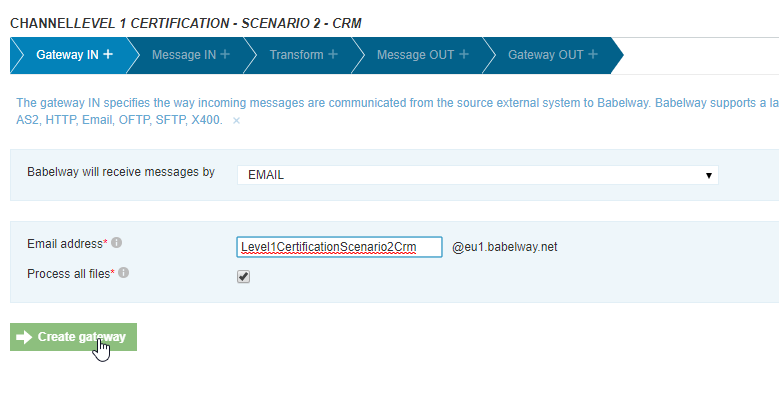 CHANNELLEVEL 1 CERTIFICATION - SCENARIO 2 - CRM
Gateway IN + Message IN + Transform + Message OUT + Gateway OUT +
The gateway IN specifies the way incoming messages are communicated from the source external system to Babelway. Babelway supports a la
AS2, HTTP, Email, OFTP, SFTP, X400. ×
Babelway will receive messages by EMAIL
Email address* Level1CertificationScenario2Crm @eu1.babelway.net
Process all files*
Create gateway